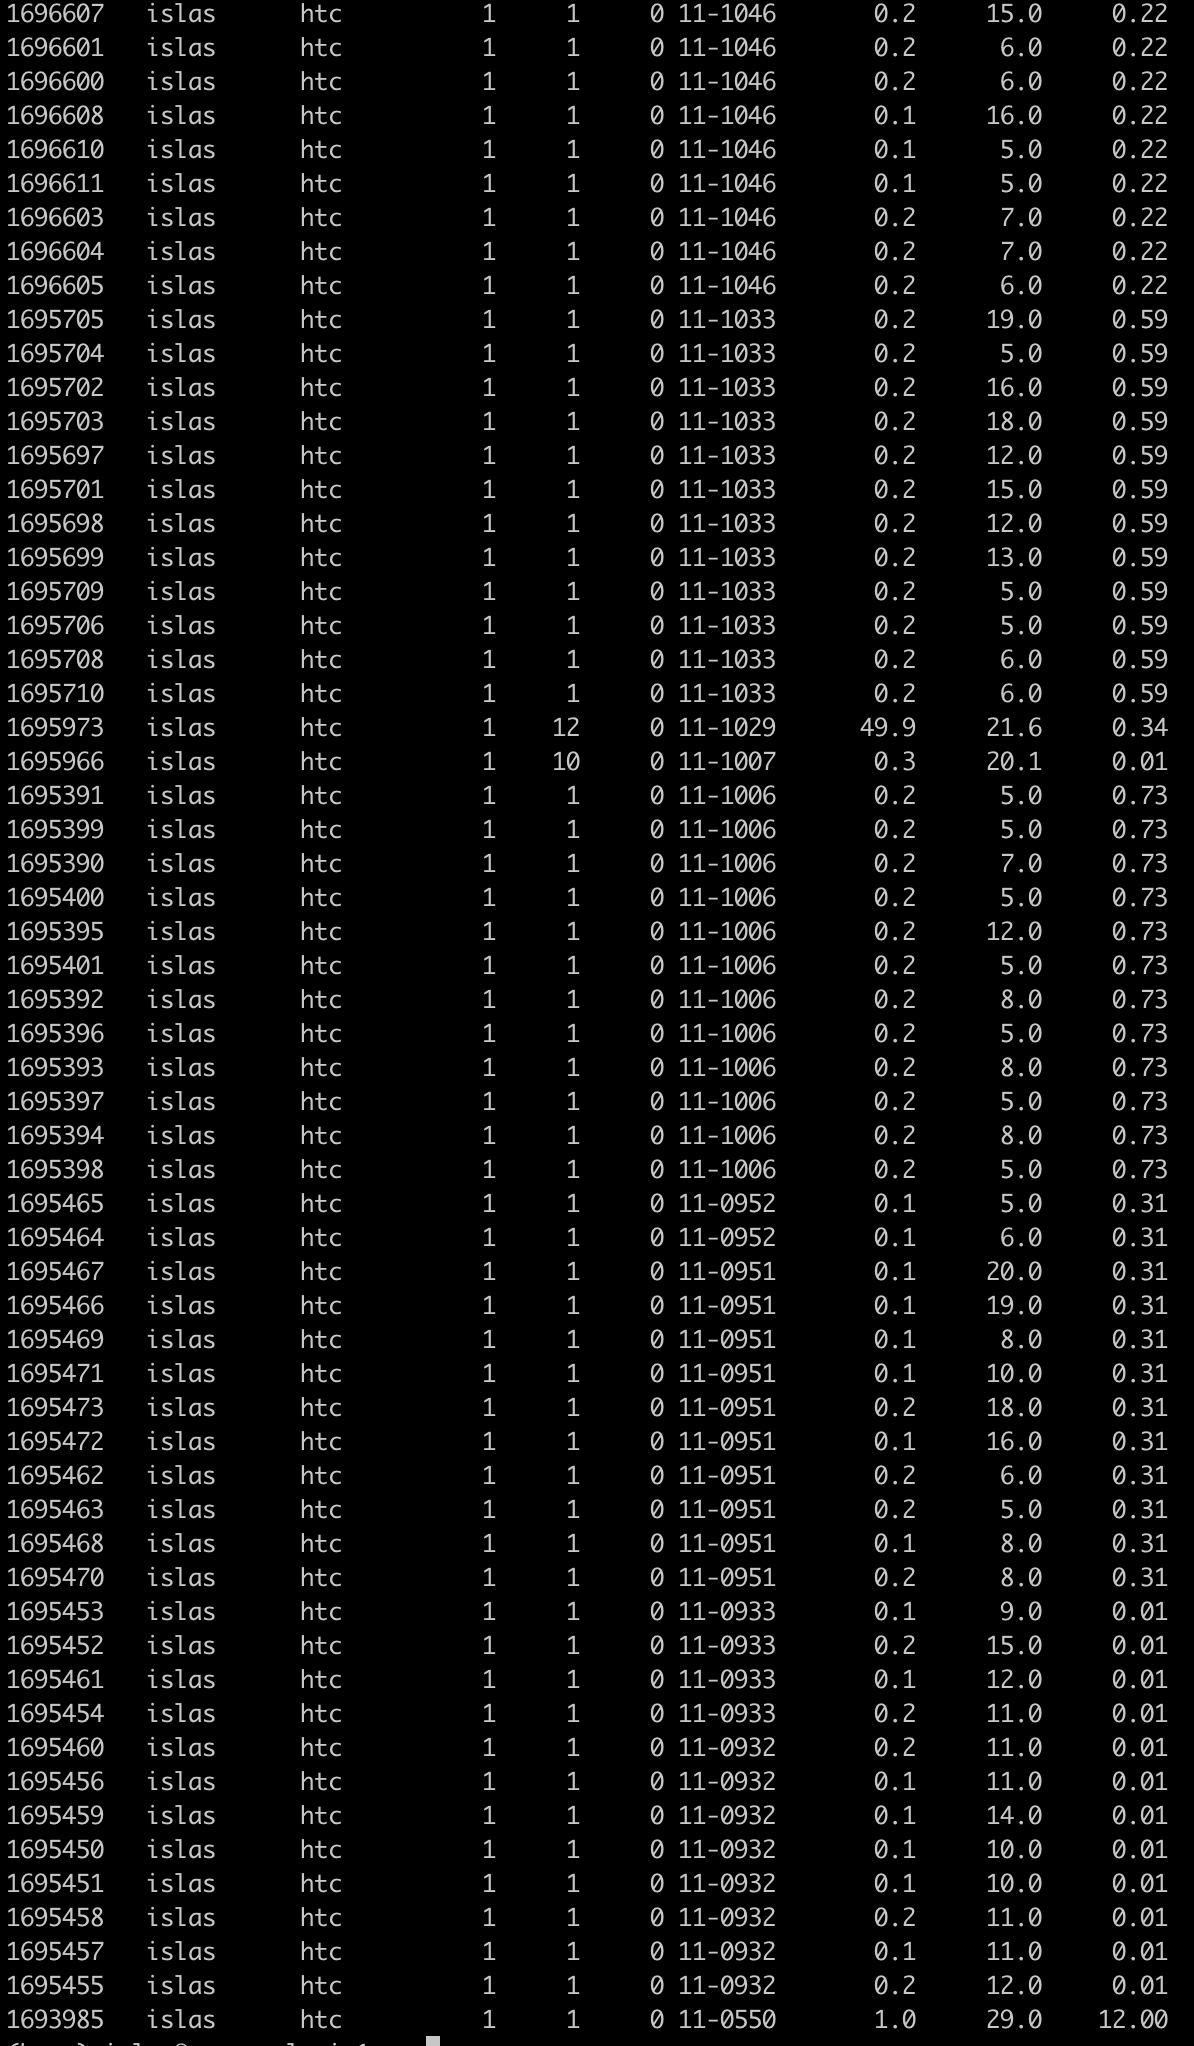 1696607 islas htc 1 1 0 11-1046 0.2 15.0 0.22
1696601 islas htc 1 1 0 11-1046 0.2 6.0 0.22
1696600 islas htc 1 1 0 11-1046 0.2 6.0 0.22
1696608 islas htc 1 1 0 11-1046 0.1 16.0 0.22
1696610 islas htc 1 1 0 11-1046 0.1 5.0 0.22
1696611 islas htc 1 1 0 11-1046 0.1 5.0 0.22
1696603 islas htc 1 1 0 11-1046 0.2 7.0 0.22
1696604 islas htc 1 1 0 11-1046 0.2 7.0 0.22
1696605 islas htc 1 1 0 11-1046 0.2 6.0 0.22
1695705 islas htc 1 1 0 11-1033 0.2 19.0 0.59
1695704 islas htc 1 1 0 11-1033 0.2 5.0 0.59
1695702 islas htc 1 1 0 11-1033 0.2 16.0 0.59
1695703 islas htc 1 1 0 11-1033 0.2 18.0 0.59
1695697 islas htc 1 1 0 11-1033 0.2 12.0 0.59
1695701 islas htc 1 1 0 11-1033 0.2 15.0 0.59
1695698 islas htc 1 1 0 11-1033 0.2 12.0 0.59
1695699 islas htc 1 1 0 11-1033 0.2 13.0 0.59
1695709 islas htc 1 1 0 11-1033 0.2 5.0 0.59
1695706 islas htc 1 1 0 11-1033 0.2 5.0 0.59
1695708 islas htc 1 1 0 11-1033 0.2 6.0 0.59
1695710 islas htc 1 1 0 11-1033 0.2 6.0 0.59
1695973 islas htc 1 12 0 11-1029 49.9 21.6 0.34
1695966 islas htc 1 10 0 11-1007 0.3 20.1 0.01
1695391 islas htc 1 1 0 11-1006 0.2 5.0 0.73
1695399 islas htc 1 1 0 11-1006 0.2 5.0 0.73
1695390 islas htc 1 1 0 11-1006 0.2 7.0 0.73
1695400 islas htc 1 1 0 11-1006 0.2 5.0 0.73
1695395 islas htc 1 1 0 11-1006 0.2 12.0 0.73
1695401 islas htc 1 1 0 11-1006 0.2 5.0 0.73
1695392 islas htc 1 1 0 11-1006 0.2 8.0 0.73
1695396 islas htc 1 1 0 11-1006 0.2 5.0 0.73
1695393 islas htc 1 1 0 11-1006 0.2 8.0 0.73
1695397 islas htc 1 1 0 11-1006 0.2 5.0 0.73
1695394 islas htc 1 1 0 11-1006 0.2 8.0 0.73
1695398 islas htc 1 1 0 11-1006 0.2 5.0 0.73
1695465 islas htc 1 1 0 11-0952 0.1 5.0 0.31
1695464 islas htc 1 1 0 11-0952 0.1 6.0 0.31
1695467 islas htc 1 1 0 11-0951 0.1 20.0 0.31
1695466 islas htc 1 1 0 11-0951 0.1 19.0 0.31
1695469 islas htc 1 1 0 11-0951 0.1 8.0 0.31
1695471 islas htc 1 1 0 11-0951 0.1 10.0 0.31
1695473 islas htc 1 1 0 11-0951 0.2 18.0 0.31
1695472 islas htc 1 1 0 11-0951 0.1 16.0 0.31
1695462 islas htc 1 1 0 11-0951 0.2 6.0 0.31
1695463 islas htc 1 1 0 11-0951 0.2 5.0 0.31
1695468 islas htc 1 1 0 11-0951 0.1 8.0 0.31
1695470 islas htc 1 1 0 11-0951 0.2 8.0 0.31
1695453 islas htc 1 1 0 11-0933 0.1 9.0 0.01
1695452 islas htc 1 1 0 11-0933 0.2 15.0 0.01
1695461 islas htc 1 1 0 11-0933 0.1 12.0 0.01
1695454 islas htc 1 1 0 11-0933 0.2 11.0 0.01
1695460 islas htc 1 1 0 11-0932 0.2 11.0 0.01
1695456 islas htc 1 1 0 11-0932 0.1 11.0 0.01
1695459 islas htc 1 1 0 11-0932 0.1 14.0 0.01
1695450 islas htc 1 1 0 11-0932 0.1 10.0 0.01
1695451 islas htc 1 1 0 11-0932 0.1 10.0 0.01
1695458 islas htc 1 1 0 11-0932 0.2 11.0 0.01
1695457 islas htc 1 1 0 11-0932 0.1 11.0 0.01
1695455 islas htc 1 1 0 11-0932 0.2 12.0 0.01
1693985 islas htc 1 1 0 11-0550 1.0 29.0 12.00